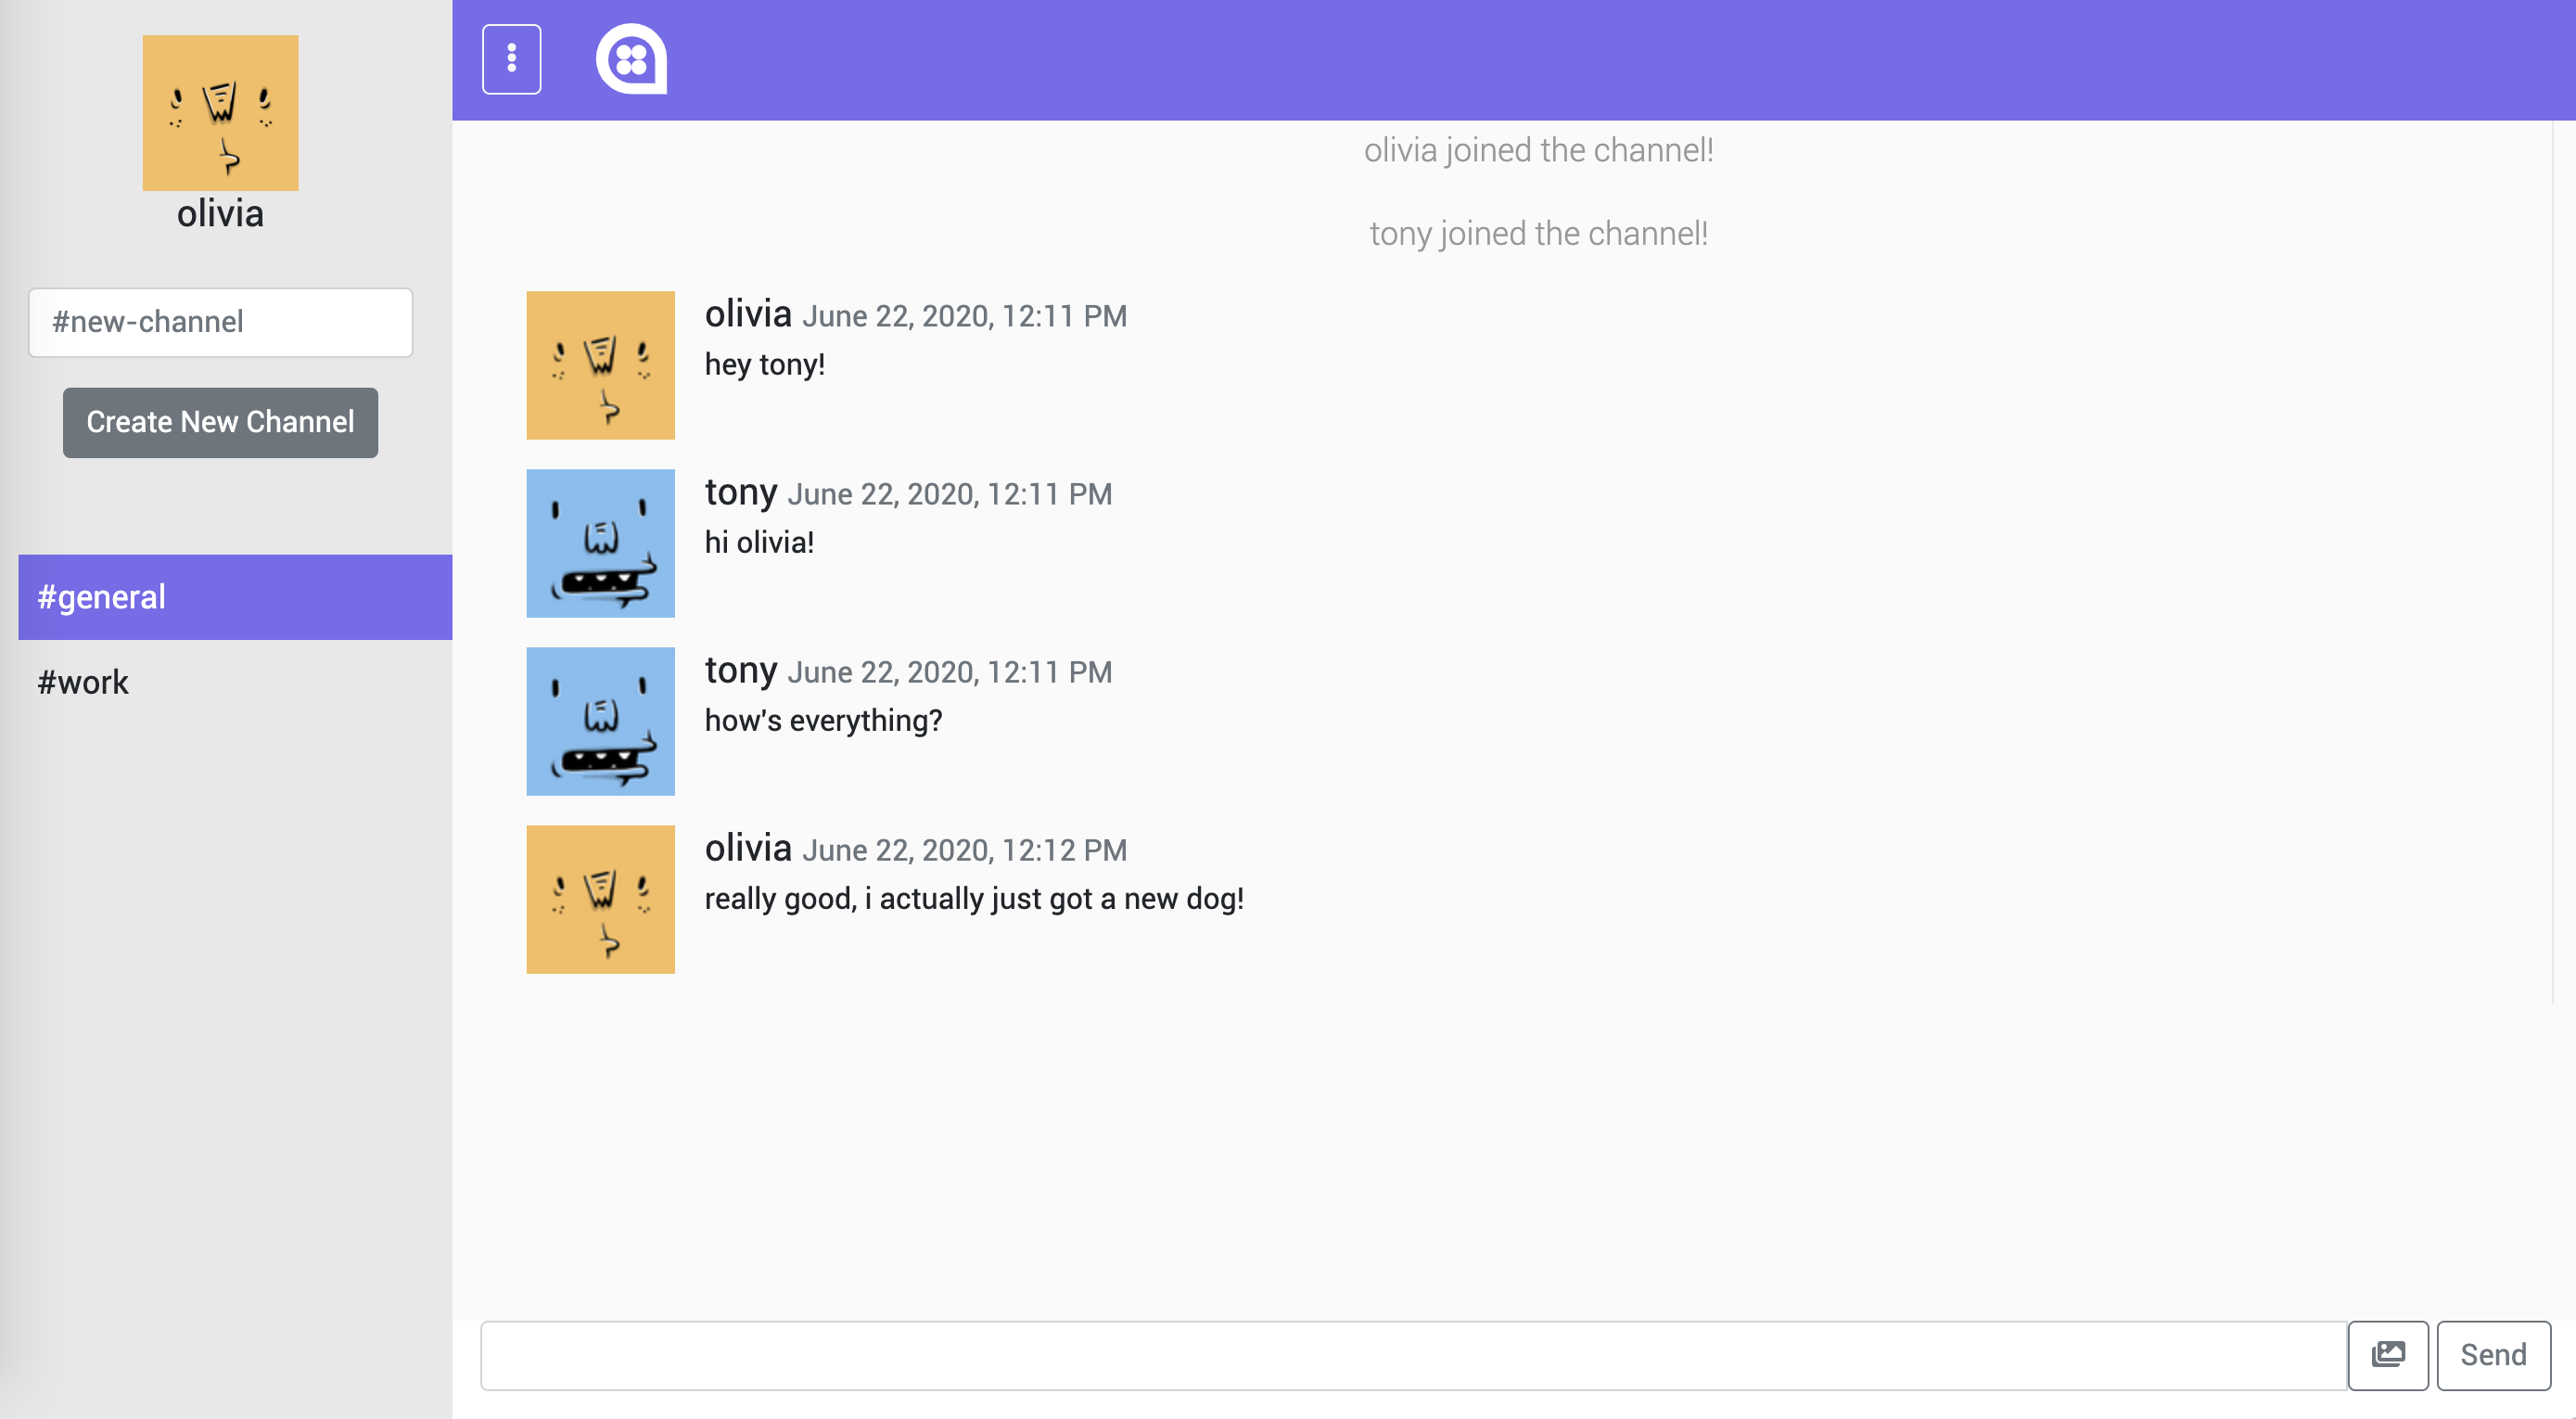 olivia
#new-channel
Create New Channel
#general
#work
olivia joined the channel!
tony joined the channel!
olivia June 22, 2020, 12:11 PM
hey tony!
tony June 22, 2020, 12:11 PM
hi olivia!
tony June 22, 2020, 12:11 PM
how's everything?
olivia June 22, 2020, 12:12 PM
really good, i actually just got a new dog!
Send